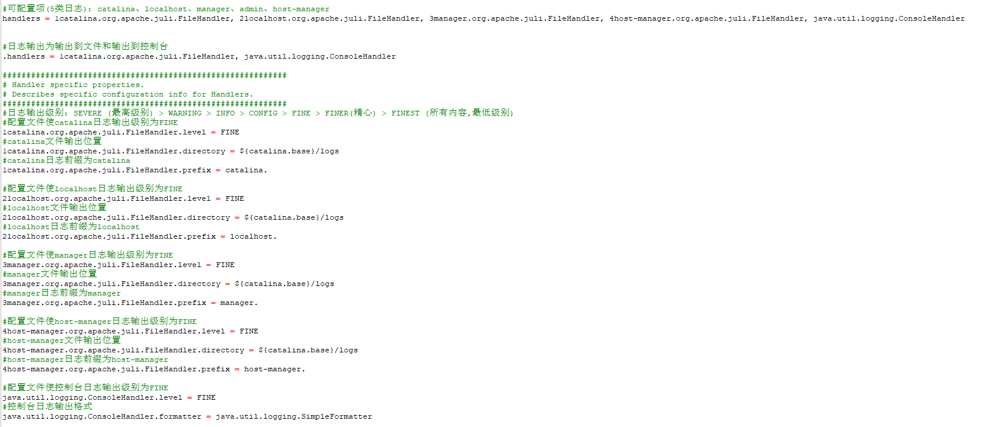 #可配置项(5类日志)：catalina、localhost、manager、admin、host-manager
handlers = 1catalina.org.apache.juli.FileHandler, 2localhost.org.apache.juli.FileHandler, 3manager.org.apache.juli.FileHandler, 4host-manager.org.apache.juli.FileHandler, java.util.logging.ConsoleHandler
#日志输出为输出到文件和输出到控制台
.handlers = 1catalina.org.apache.juli.FileHandler, java.util.logging.ConsoleHandler
############################################################
# Handler specific properties.
# Describes specific configuration info for Handlers.
############################################################
#日志输出级别：SEVERE (最高级别) > WARNING > INFO > CONFIG > FINE > FINER(精心) > FINEST (所有内容,最低级别)
#配置文件使catalina日志输出级别为FINE
1catalina.org.apache.juli.FileHandler.level = FINE
#catalina文件输出位置
1catalina.org.apache.juli.FileHandler.directory = ${catalina.base}/logs
#catalina日志前缀为catalina
1catalina.org.apache.juli.FileHandler.prefix = catalina.
#配置文件使localhost日志输出级别为FINE
2localhost.org.apache.juli.FileHandler.level = FINE
#localhost文件输出位置
2localhost.org.apache.juli.FileHandler.directory = ${catalina.base}/logs
#localhost日志前缀为localhost
2localhost.org.apache.juli.FileHandler.prefix = localhost.
#配置文件使manager日志输出级别为FINE
3manager.org.apache.juli.FileHandler.level = FINE
#manager文件输出位置
3manager.org.apache.juli.FileHandler.directory = ${catalina.base}/logs
#manager日志前缀为manager
3manager.org.apache.juli.FileHandler.prefix = manager.
#配置文件使host-manager日志输出级别为FINE
4host-manager.org.apache.juli.FileHandler.level = FINE
#host-manager文件输出位置
4host-manager.org.apache.juli.FileHandler.directory = ${catalina.base}/logs
#host-manager日志前缀为host-manager
4host-manager.org.apache.juli.FileHandler.prefix = host-manager.
#配置文件使控制台日志输出级别为FINE
java.util.logging.ConsoleHandler.level = FINE
#控制台日志输出格式
java.util.logging.ConsoleHandler.formatter = java.util.logging.SimpleFormatter